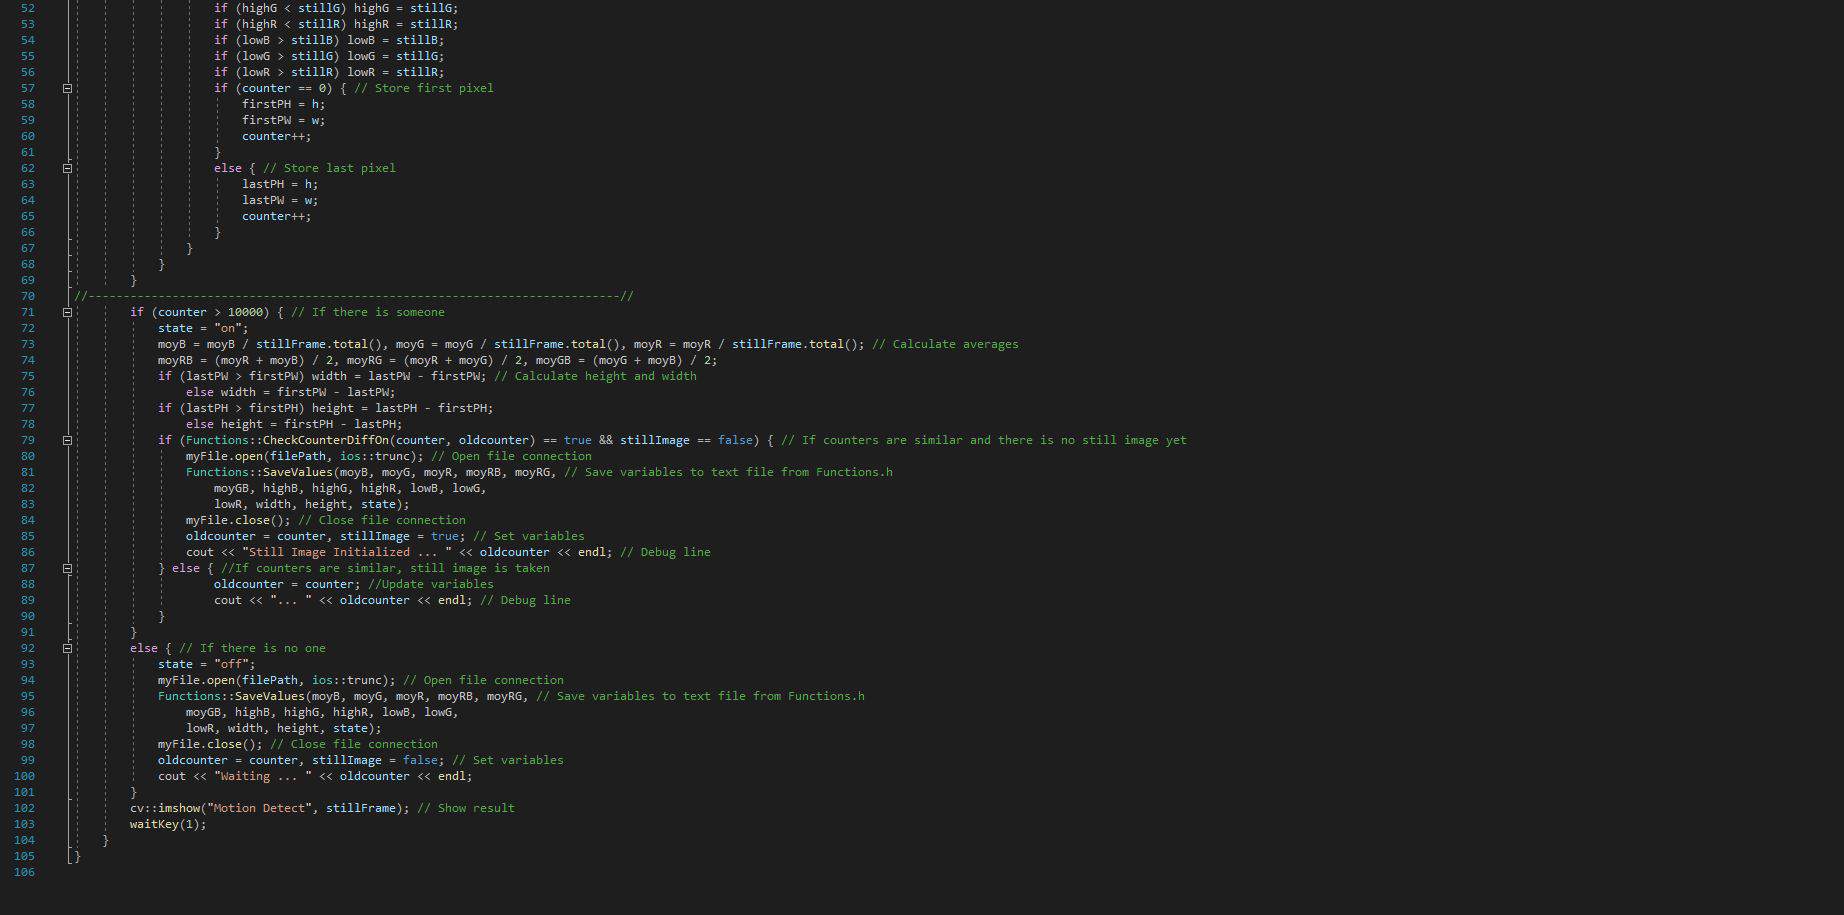 52 if (highG < stillG) highG = stillG;
53 if (highR < stillR) highR = stillR;
54 if (lowB > stillB) lowB = stillB;
55 if (lowG > stillG) lowG = stillG;
56 if (lowR > stillR) lowR = stillR;
57 if (counter == 0) { // Store first pixel
58 firstPH = h;
59 firstPW = w;
60 counter++;
61 }
62 else { // Store last pixel
63 lastPH = h;
64 lastPW = w;
65 counter++;
66 }
67 }
68 }
69 }
70 //----------------------------------------------------------------------------//
71 if (counter > 10000) { // If there is someone
72 state = "on";
73 moyB = moyB / stillFrame.total(), moyG = moyG / stillFrame.total(), moyR = moyR / stillFrame.total(); // Calculate averages
74 moyRB = (moyR + moyB) / 2, moyRG = (moyR + moyG) / 2, moyGB = (moyG + moyB) / 2;
75 if (lastPW > firstPW) width = lastPW - firstPW; // Calculate height and width
76 else width = firstPW - lastPW;
77 if (lastPH > firstPH) height = lastPH - firstPH;
78 else height = firstPH - lastPH;
79 if (Functions::CheckCounterDiffOn(counter, oldcounter) == true && stillImage == false) { // If counters are similar and there is no still image yet
80 myFile.open(filePath, ios::trunc); // Open file connection
81 Functions::SaveValues(moyB, moyG, moyR, moyRB, moyRG, // Save variables to text file from Functions.h
82 moyGB, highB, highG, highR, lowB, lowG,
83 lowR, width, height, state);
84 myFile.close(); // Close file connection
85 oldcounter = counter, stillImage = true; // Set variables
86 cout << "Still Image Initialized ... " << oldcounter << endl; // Debug line
87 } else { //If counters are similar, still image is taken
88 oldcounter = counter; //Update variables
89 cout << "... " << oldcounter << endl; // Debug line
90 }
91 }
92 else { // If there is no one
93 state = "off";
94 myFile.open(filePath, ios::trunc); // Open file connection
95 Functions::SaveValues(moyB, moyG, moyR, moyRB, moyRG, // Save variables to text file from Functions.h
96 moyGB, highB, highG, highR, lowB, lowG,
97 lowR, width, height, state);
98 myFile.close(); // Close file connection
99 oldcounter = counter, stillImage = false; // Set variables
100 cout << "Waiting ... " << oldcounter << endl;
101 }
102 cv::imshow("Motion Detect", stillFrame); // Show result
103 waitKey(1);
104 }
105 }
106